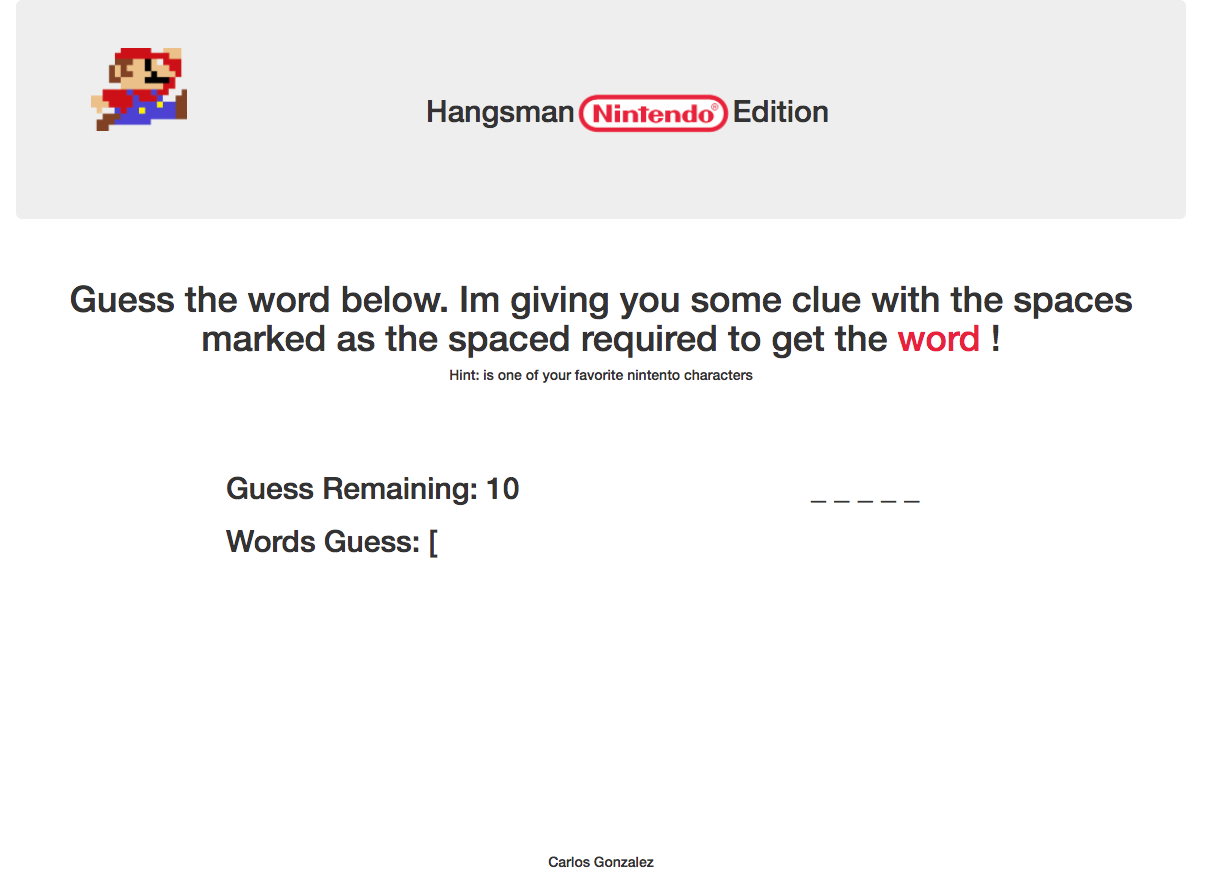 Hangsman Nintendo® Edition
Guess the word below. Im giving you some clue with the spaces
marked as the spaced required to get the word !
Hint: is one of your favorite nintento characters
Guess Remaining: 10
_ _ _ _ _
Words Guess: [
Carlos Gonzalez